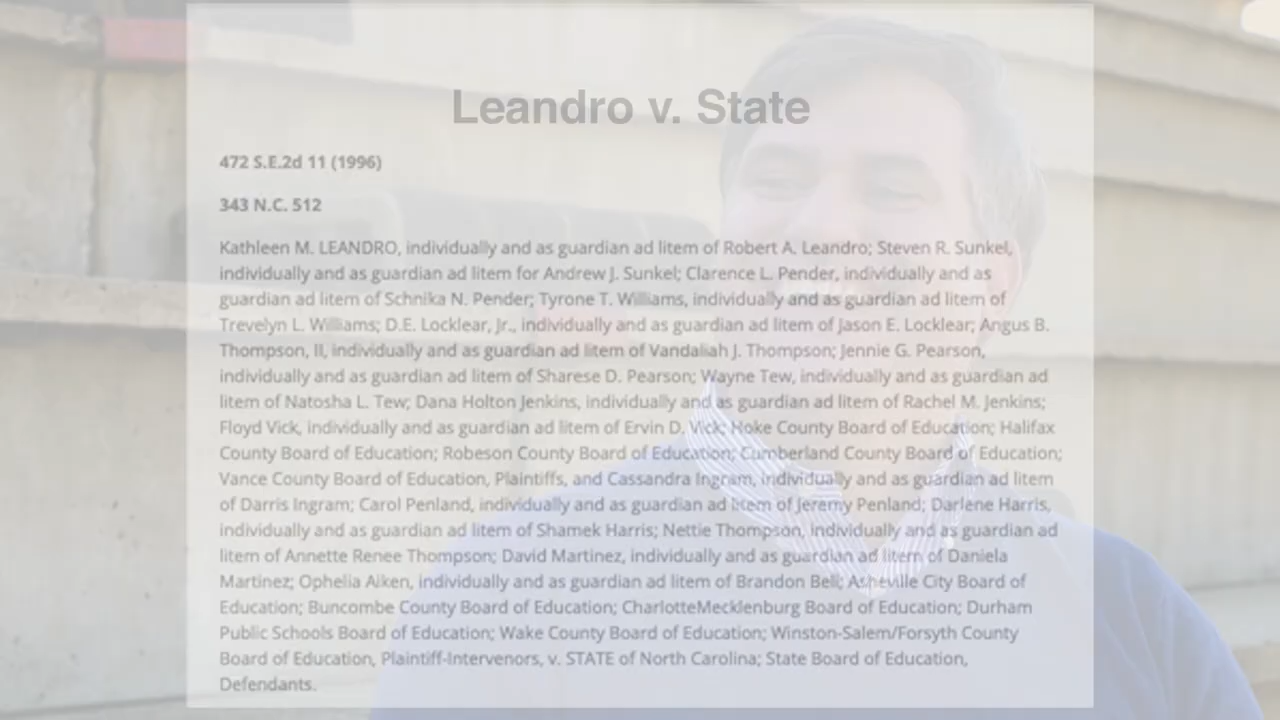 Leandro v. State
472 S.E.2d 11 (1996)
343 N.C. 512
Kathleen M. LEANDRO, individually and as guardian ad litem of Robert A. Leandro; Steven R. Sunkel,
individually and as guardian ad litem for Andrew J. Sunkel; Clarence L. Pender, individually and as
guardian ad litem of Schnika N. Pender; Tyrone T. Williams, individually and as guardian ad litem of
Trevelyn L. Williams; D.E. Locklear, Jr., individually and as guardian ad litem of Jason E. Locklear; Angus B.
Thompson, II, individually and as guardian ad litem of Vandaliah J. Thompson; Jennie G. Pearson,
individually and as guardian ad litem of Sharese D. Pearson; Wayne Tew, individually and as guardian ad
litem of Natosha L. Tew; Dana Holton Jenkins, individually and as guardian ad litem of Rachel M. Jenkins;
Floyd Vick, individually and as guardian ad litem of Ervin D. Vick; Hoke County Board of Education; Halifax
County Board of Education; Robeson County Board of Education; Cumberland County Board of Education;
Vance County Board of Education, Plaintiffs, and Cassandra Ingram, individually and as guardian ad litem
of Darris Ingram; Carol Penland, individually and as guardian ad litem of Jeremy Penland; Darlene Harris,
individually and as guardian ad litem of Shamek Harris; Nettie Thompson, individually and as guardian ad
litem of Annette Renee Thompson; David Martinez, individually and as guardian ad litem of Daniela
Martinez; Ophelia Aiken, individually and as guardian ad litem of Brandon Bell; Asheville City Board of
Education; Buncombe County Board of Education; CharlotteMecklenburg Board of Education; Durham
Public Schools Board of Education; Wake County Board of Education; Winston-Salem/Forsyth County
Board of Education, Plaintiff-Intervenors, v. STATE of North Carolina; State Board of Education,
Defendants.